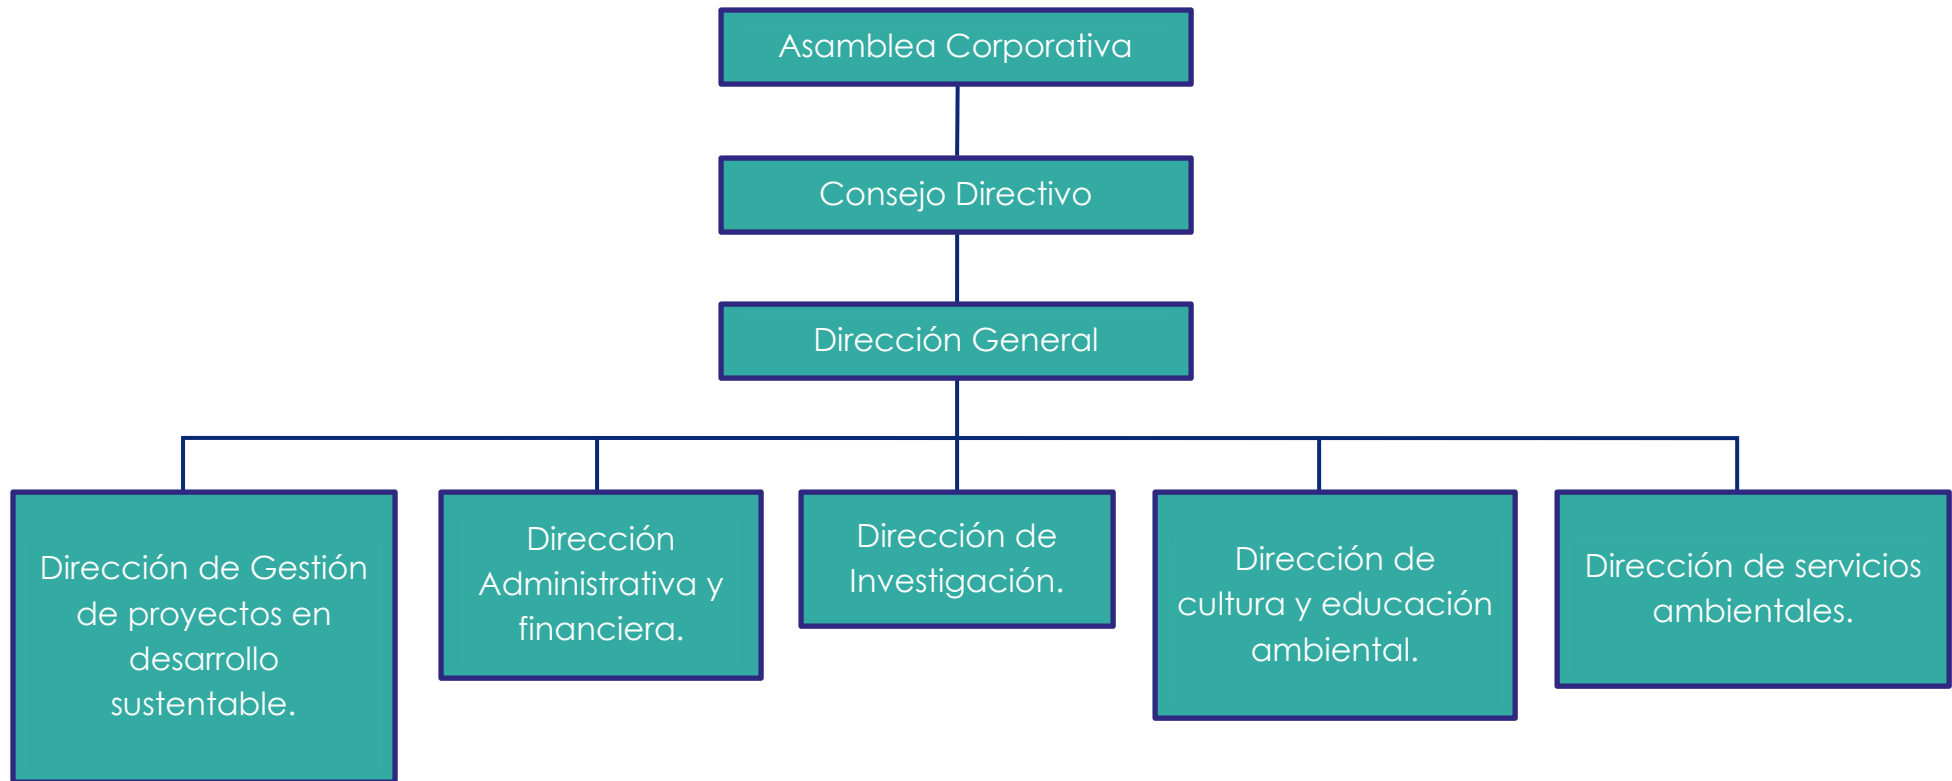 Asamblea Corporativa
Consejo Directivo
Dirección General
Dirección de Gestión
de proyectos en
desarrollo
sustentable.
Dirección
Administrativa y
financiera.
Dirección de
Investigación.
Dirección de
cultura y educación
ambiental.
Dirección de servicios
ambientales.